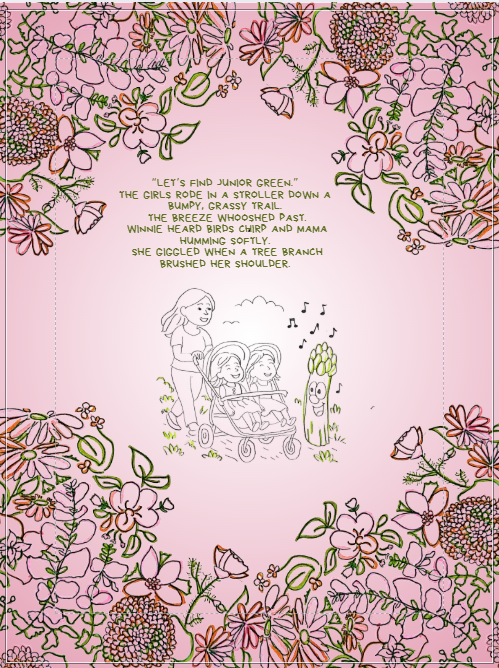 "LET'S FIND JUNIOR GREEN."
THE GIRLS RODE IN A STROLLER DOWN A
BUMPY, GRASSY TRAIL.
THE BREEZE WHOOSHED PAST.
WINNIE HEARD BIRDS CHIRP AND MAMA
HUMMING SOFTLY.
SHE GIGGLED WHEN A TREE BRANCH
BRUSHED HER SHOULDER.